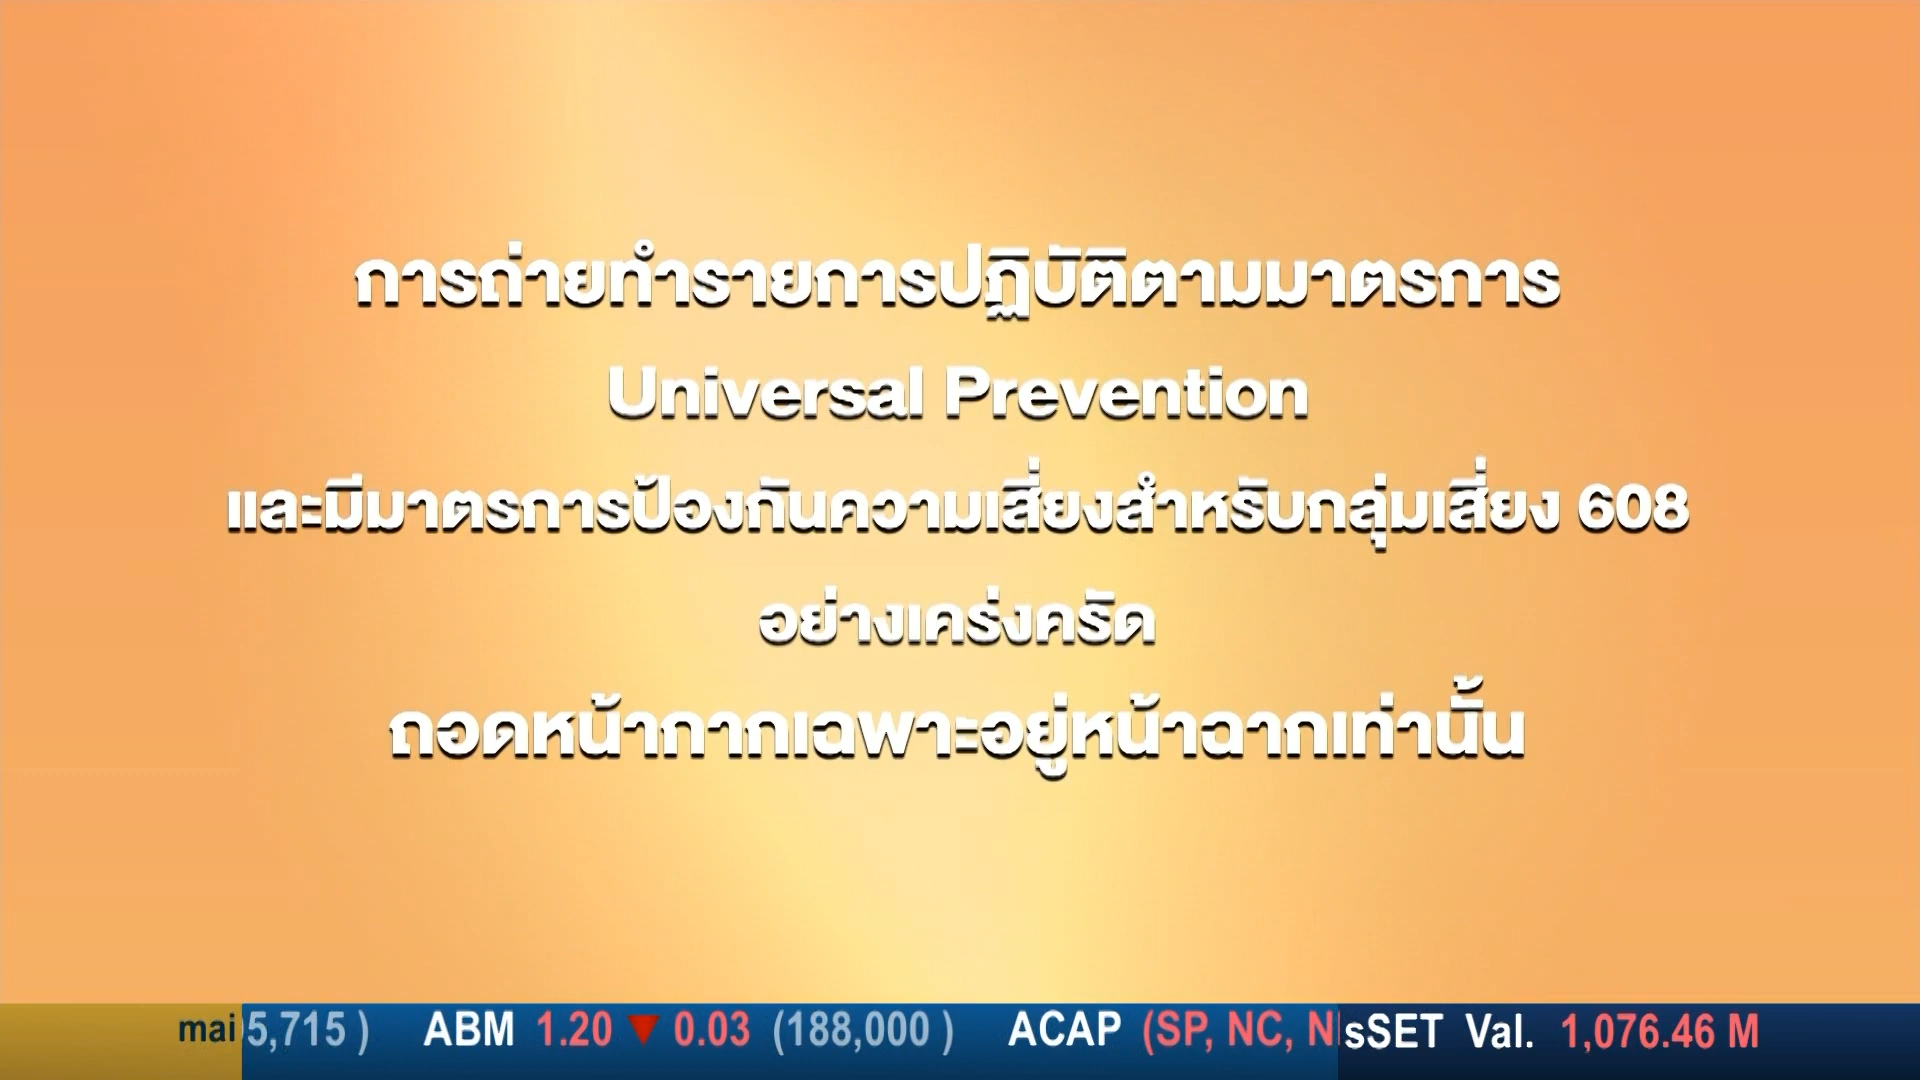 การถ่ายทำรายการปฏิบัติตามมาตรการ
Universal Prevention
และมีมาตรการป้องกันความเสี่ยงสำหรับกลุ่มเสี่ยง 608
อย่างเคร่งครัด
ถอดหน้ากากเฉพาะอยู่หน้าฉากเท่านั้น
mai 5,715 ) ABM 1.20 ▼ 0.03 (188,000 ) ACAP (SP, NC, sSET Val. 1,076.46 M